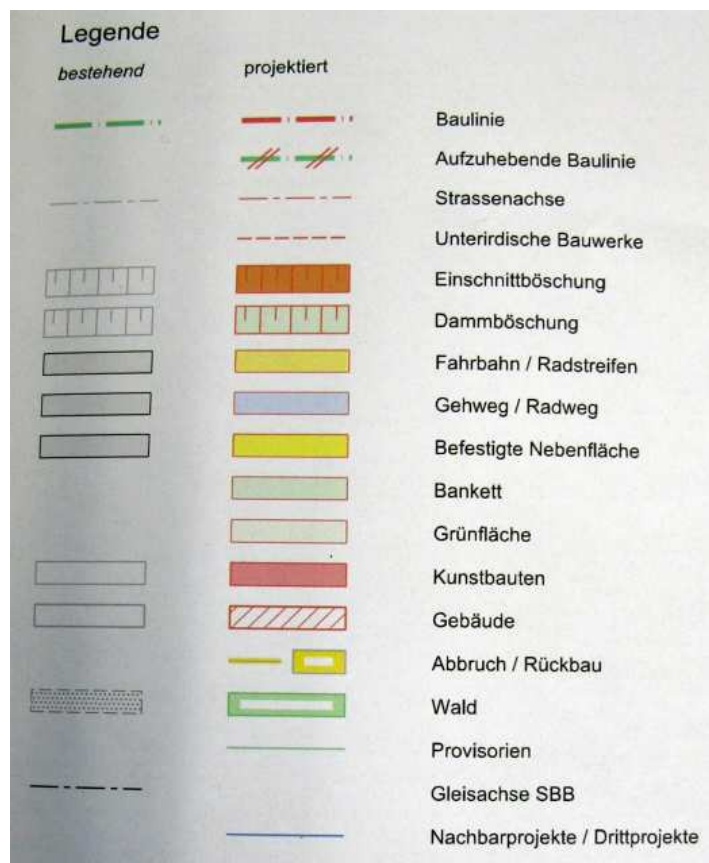 Legende
bestehend projektiert
Baulinie
Aufzuhebende Baulinie
Strassenachse
Unterirdische Bauwerke
Einschnittböschung
Dammböschung
Fahrbahn / Radstreifen
Gehweg / Radweg
Befestigte Nebenfläche
Bankett
Grünfläche
Kunstbauten
Gebäude
Abbruch / Rückbau
Wald
Provisorien
Gleisachse SBB
Nachbarprojekte / Drittprojekte